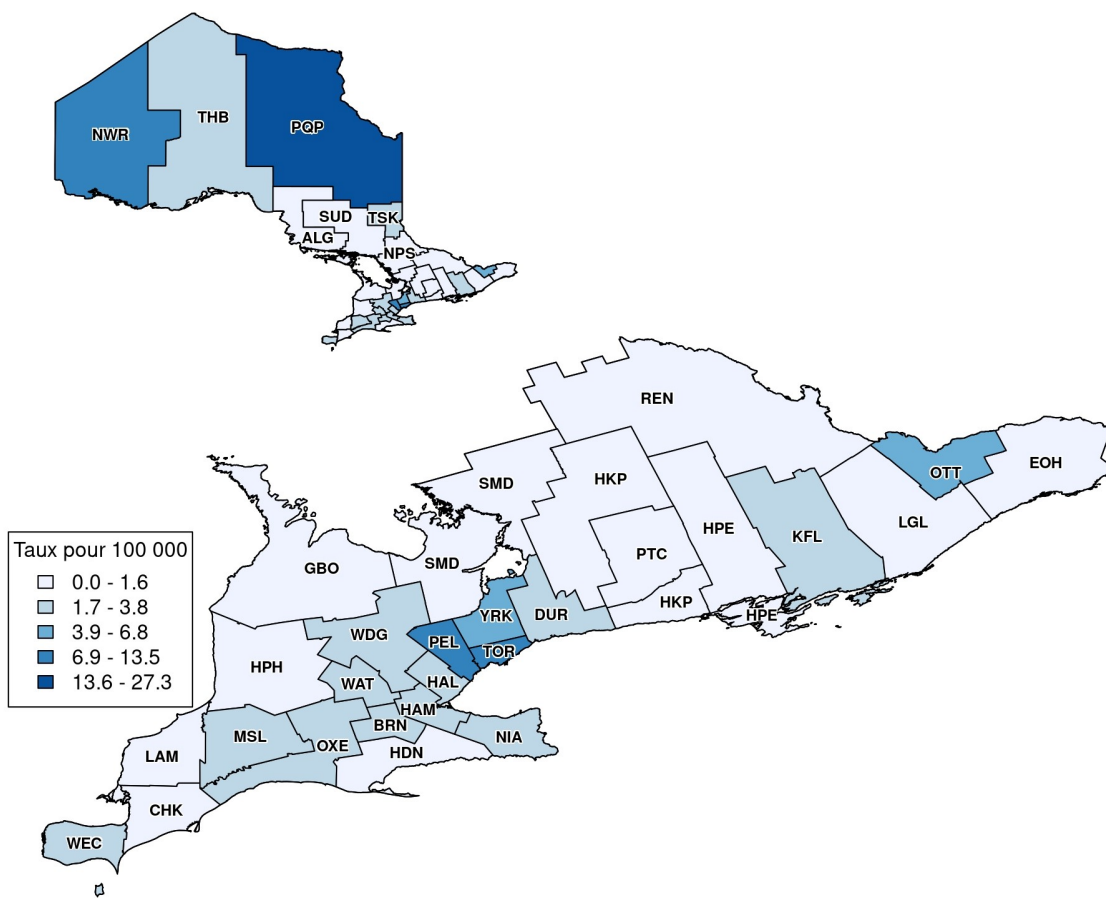 THB
NWR
PQP
SUD
TSK
ALG
NPS
REN
OTT
EOH
SMD
HKP
LGL
HPE
KFL
PTC
GBO
SMD
HKP
HPE
YRK
DUR
WDG
PEL
TOR
HPH
WAT
HAL
HAM
BRN
MSL
OXE
NIA
HDN
LAM
CHK
WEC
Taux pour 100 000
0.0 - 1.6
1.7 - 3.8
3.9 - 6.8
6.9 - 13.5
13.6 - 27.3